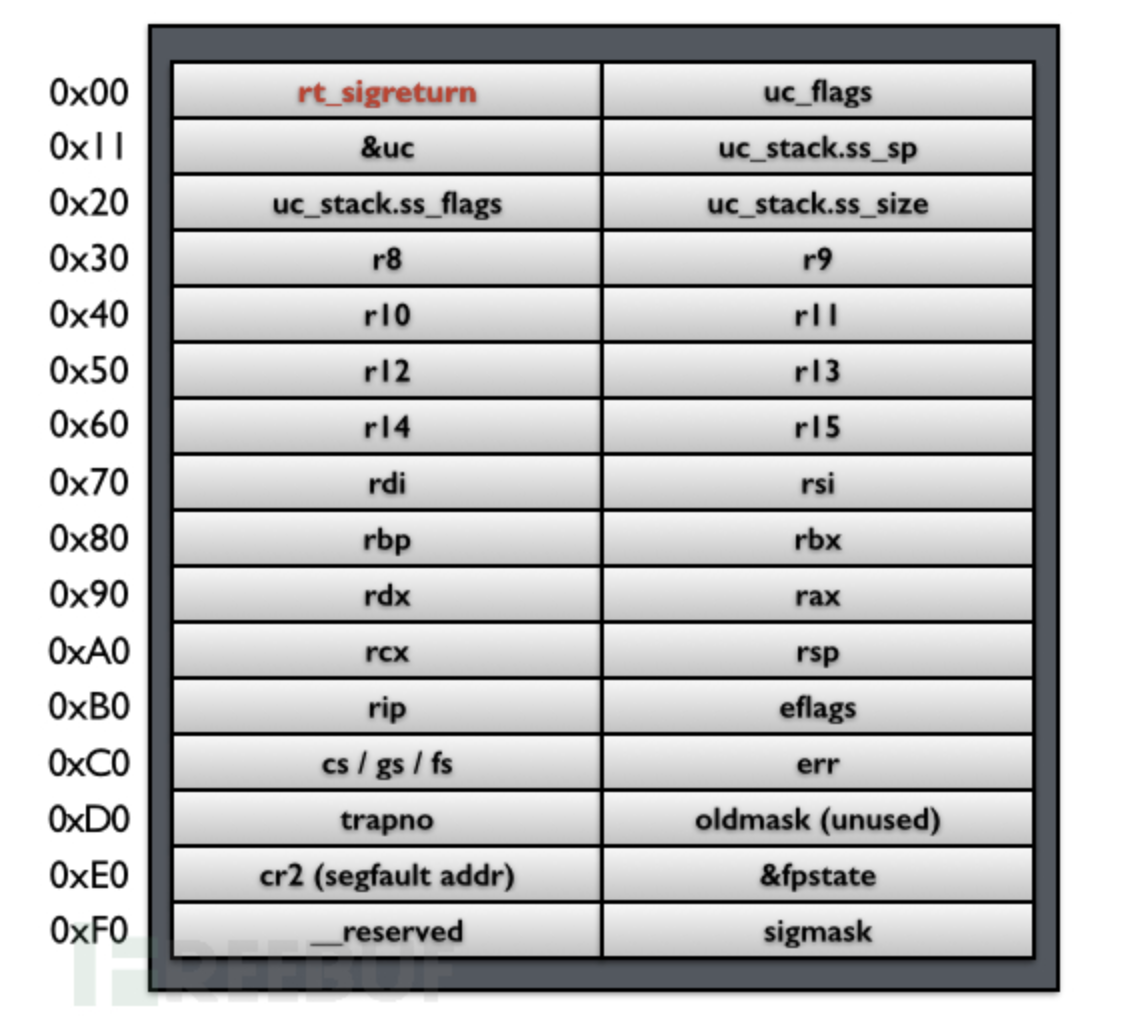 0x00 rt_sigreturn uc_flags
0x11 &uc uc_stack.ss_sp
0x20 uc_stack.ss_flags uc_stack.ss_size
0x30 r8 r9
0x40 r10 r11
0x50 r12 r13
0x60 r14 r15
0x70 rdi rsi
0x80 rbp rbx
0x90 rdx rax
0xA0 rcx rsp
0xB0 rip eflags
0xC0 cs / gs / fs err
0xD0 trapno oldmask (unused)
0xE0 cr2 (segfault addr) &fpstate
0xF0 __reserved sigmask
FREEBUF